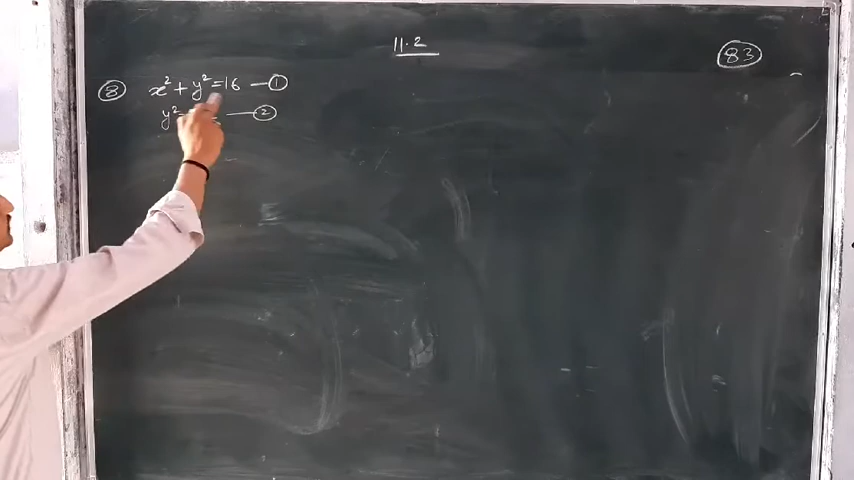 11.2
83
8 x² + y² = 16 — 1
y² — 2